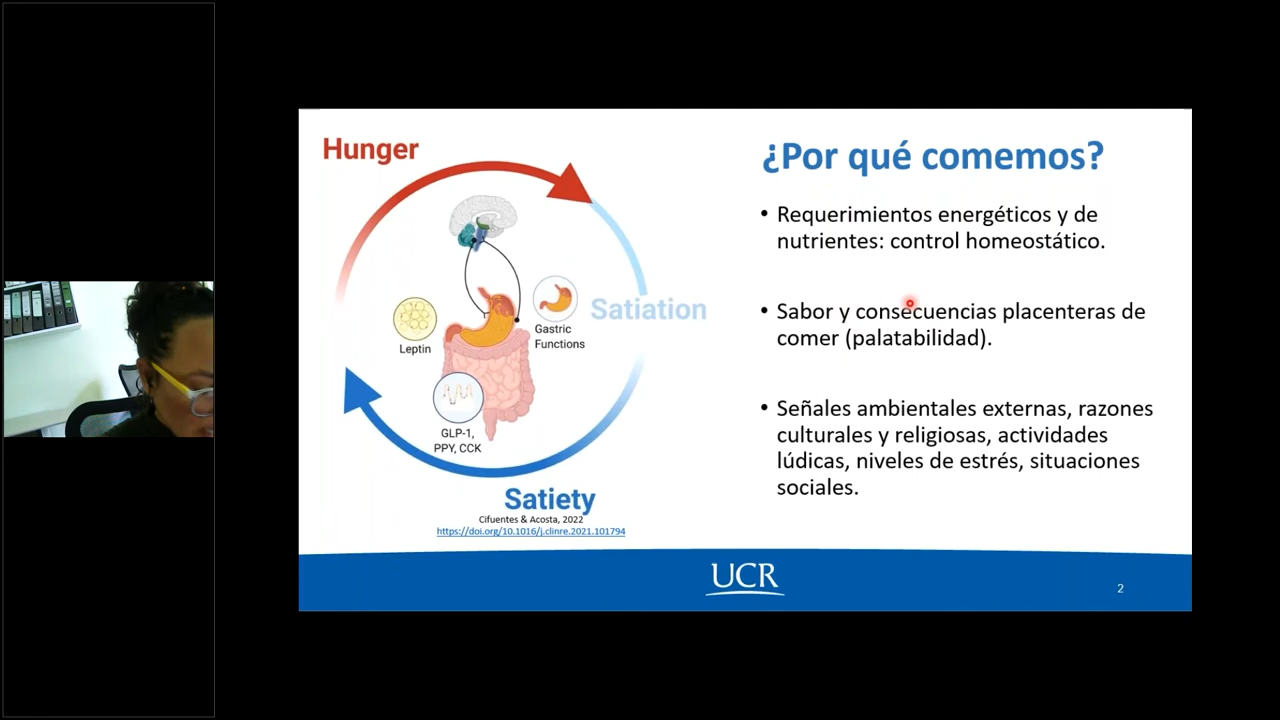 Hunger
Satiation
Leptin
Gastric
Functions
GLP-1,
PPY, CCK
Satiety
Cifuentes & Acosta, 2022
https://doi.org/10.1016/j.clinre.2021.101794
¿Por qué comemos?
• Requerimientos energéticos y de
nutrientes: control homeostático.
• Sabor y consecuencias placenteras de
comer (palatabilidad).
• Señales ambientales externas, razones
culturales y religiosas, actividades
lúdicas, niveles de estrés, situaciones
sociales.
UCR
2